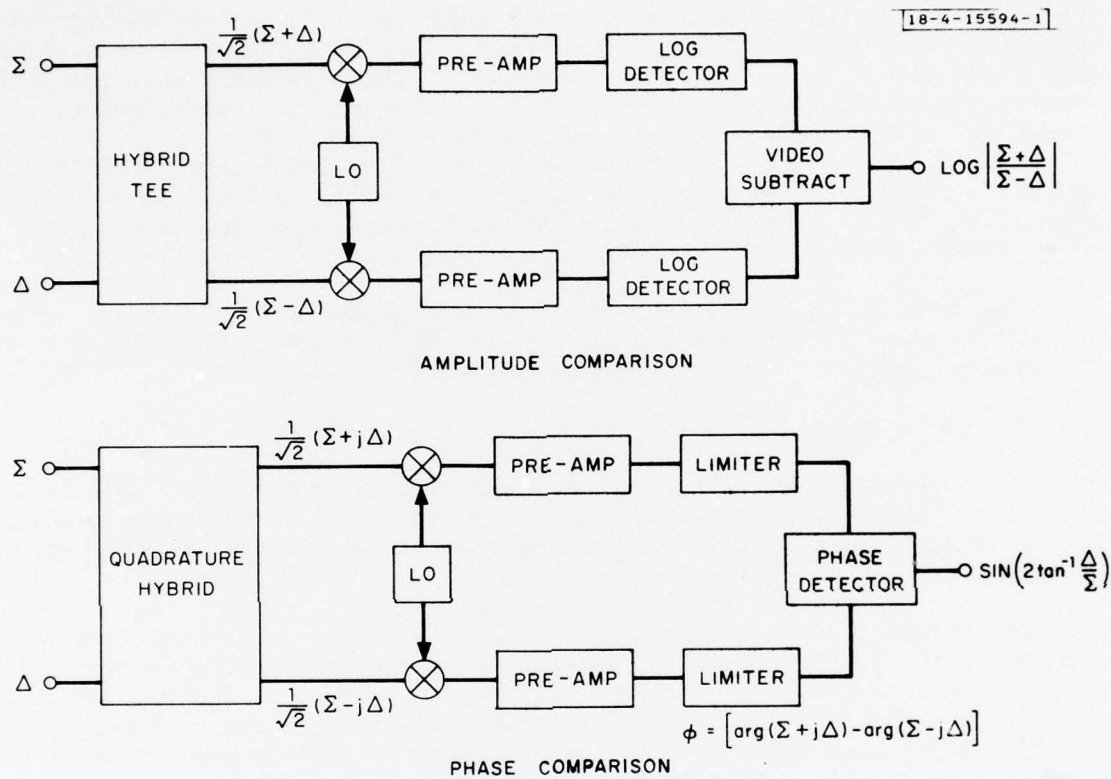 18-4-15594-1
1/√2 (Σ+Δ)
Σ
PRE-AMP
LOG
DETECTOR
HYBRID
TEE
LO
VIDEO
SUBTRACT
LOG |Σ+Δ/Σ-Δ|
Δ
PRE-AMP
LOG
DETECTOR
1/√2 (Σ-Δ)
AMPLITUDE COMPARISON
1/√2 (Σ+jΔ)
Σ
PRE-AMP
LIMITER
QUADRATURE
HYBRID
LO
PHASE
DETECTOR
SIN(2tan⁻¹ Δ/Σ)
Δ
PRE-AMP
LIMITER
1/√2 (Σ-jΔ)
φ = [arg(Σ+jΔ)-arg(Σ-jΔ)]
PHASE COMPARISON